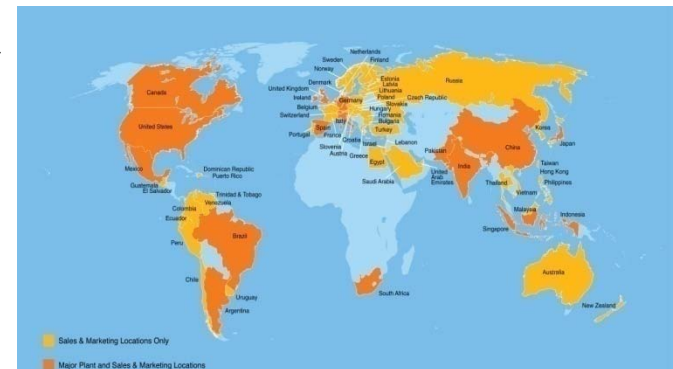 Canada
United States
Mexico
Guatemala
El Salvador
Dominican Republic
Puerto Rico
Trinidad & Tobago
Venezuela
Colombia
Ecuador
Peru
Brazil
Chile
Uruguay
Argentina
Netherlands
Sweden
Finland
Norway
Denmark
United Kingdom
Ireland
Belgium
Switzerland
Germany
Estonia
Latvia
Lithuania
Poland
Slovakia
Czech Republic
Hungary
Romania
Bulgaria
Turkey
Italy
Spain
Portugal
France
Croatia
Slovenia
Austria
Greece
Israel
Lebanon
Egypt
Saudi Arabia
South Africa
Russia
Pakistan
United
Arab
Emirates
India
China
Korea
Japan
Taiwan
Hong Kong
Philippines
Thailand
Vietnam
Malaysia
Singapore
Indonesia
Australia
New Zealand
Sales & Marketing Locations Only
Major Plant and Sales & Marketing Locations